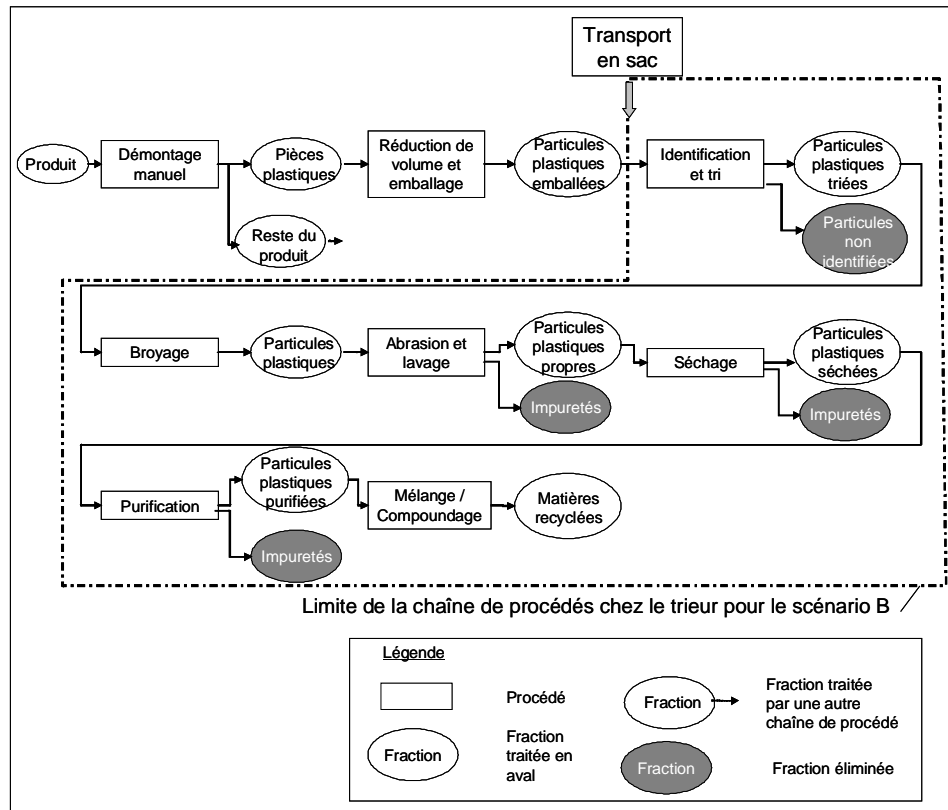 Transport
en sac
Produit
Démontage
manuel
Pièces
plastiques
Réduction de
volume et
emballage
Particules
plastiques
emballées
Identification
et tri
Particules
plastiques
triées
Reste du
produit
Particules
non
identifiées
Broyage
Particules
plastiques
Abrasion et
lavage
Particules
plastiques
propres
Impuretés
Séchage
Particules
plastiques
séchées
Impuretés
Purification
Particules
plastiques
purifiées
Impuretés
Mélange /
Compoundage
Matières
recyclées
Limite de la chaîne de procédés chez le trieur pour le scénario B
Légende
Procédé
Fraction
Fraction traitée
par une autre
chaîne de procédé
Fraction
Fraction
traitée en
aval
Fraction
Fraction éliminée